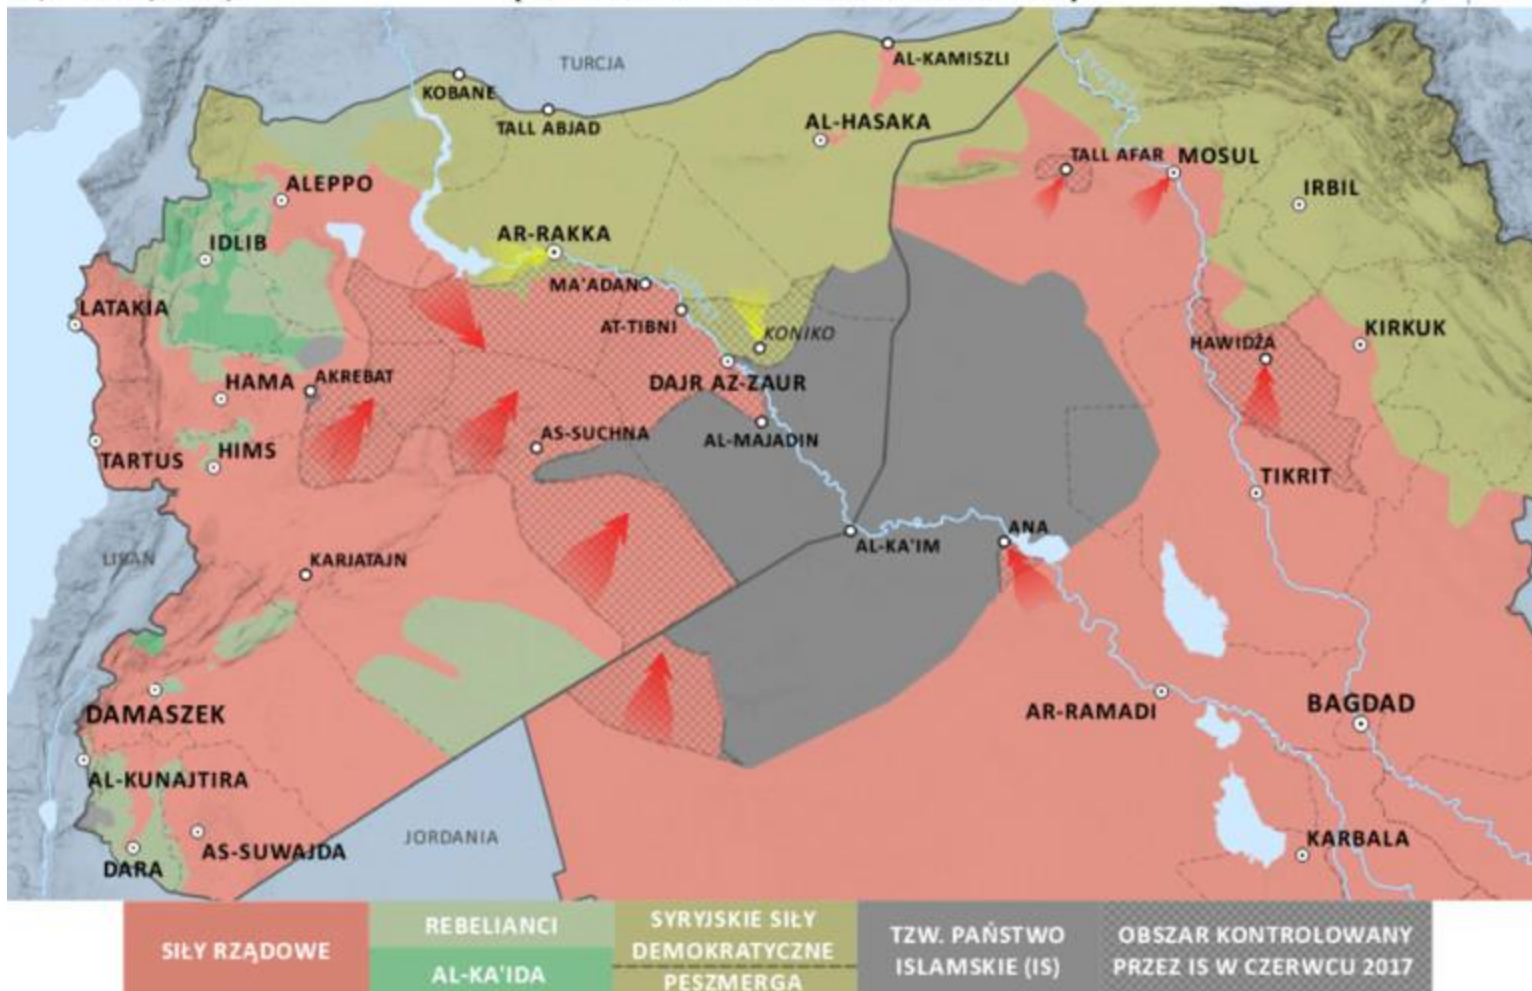 TURCJA
AL-KAMISZLI
KOBANE
TALL ABJAD
AL-HASAKA
TALL AFAR
MOSUL
ALEPPO
IRBIL
IDLIB
AR-RAKKA
MA'ADAN
LATAKIA
AT-TIBNI
KONIKO
KIRKUK
HAWIDŻA
HAMA
AKREBAT
DAJR AZ-ZAUR
AS-SUCHNA
AL-MAJADIN
TARTUS
HIMS
TIKRIT
ANA
AL-KA'IM
LIBAN
KARJATAJN
DAMASZEK
AR-RAMADI
BAGDAD
AL-KUNAJTIRA
JORDANIA
KARBALA
DARA
AS-SUWAJDA
SIŁY RZĄDOWE
REBELIANCI
AL-KA'IDA
SYRYJSKIE SIŁY
DEMOKRATYCZNE
PESZMERGA
TZW. PAŃSTWO
ISLAMSKIE (IS)
OBSZAR KONTROLOWANY
PRZEZ IS W CZERWCU 2017